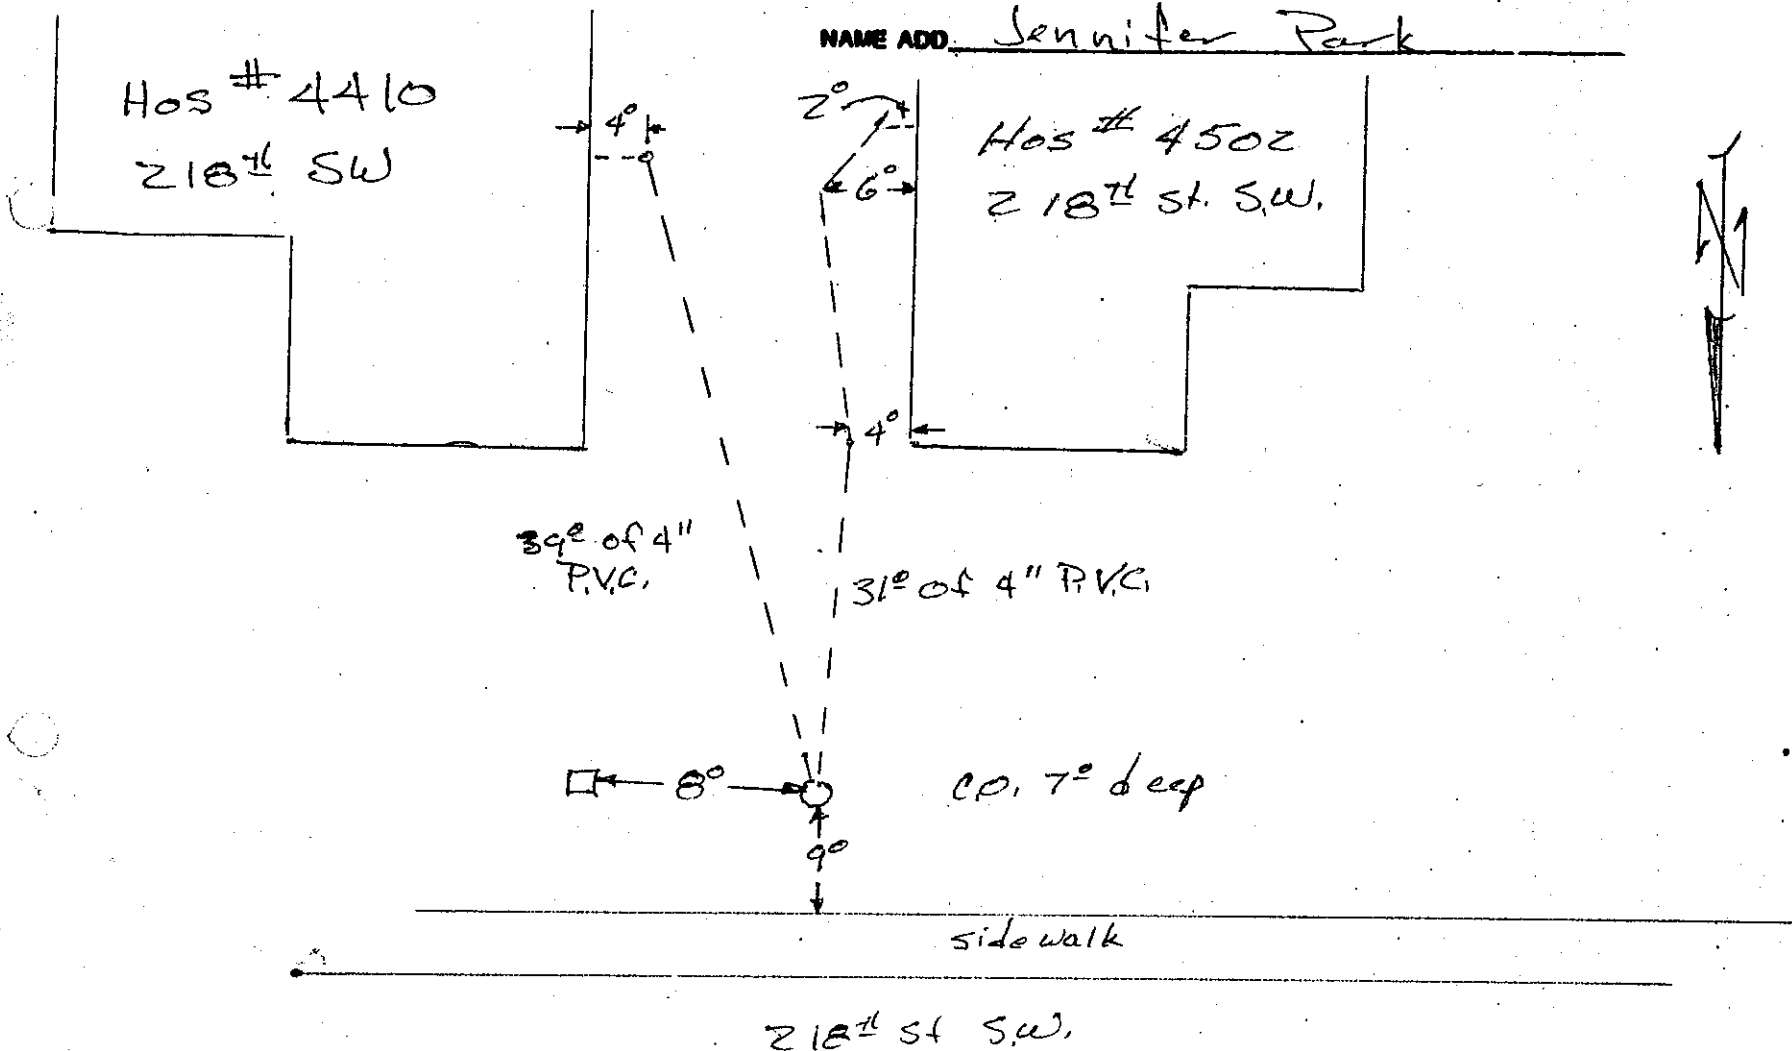 NAME ADD. Jennifer Park
Hos # 4410
218th SW
4°
2°
6°
Hos # 4502
218th St. S.W.
N
4°
39° of 4"
P.V.C.
31° of 4" P.V.C.
8°
C.O. 7° deep
9°
sidewalk
218th St S.W.